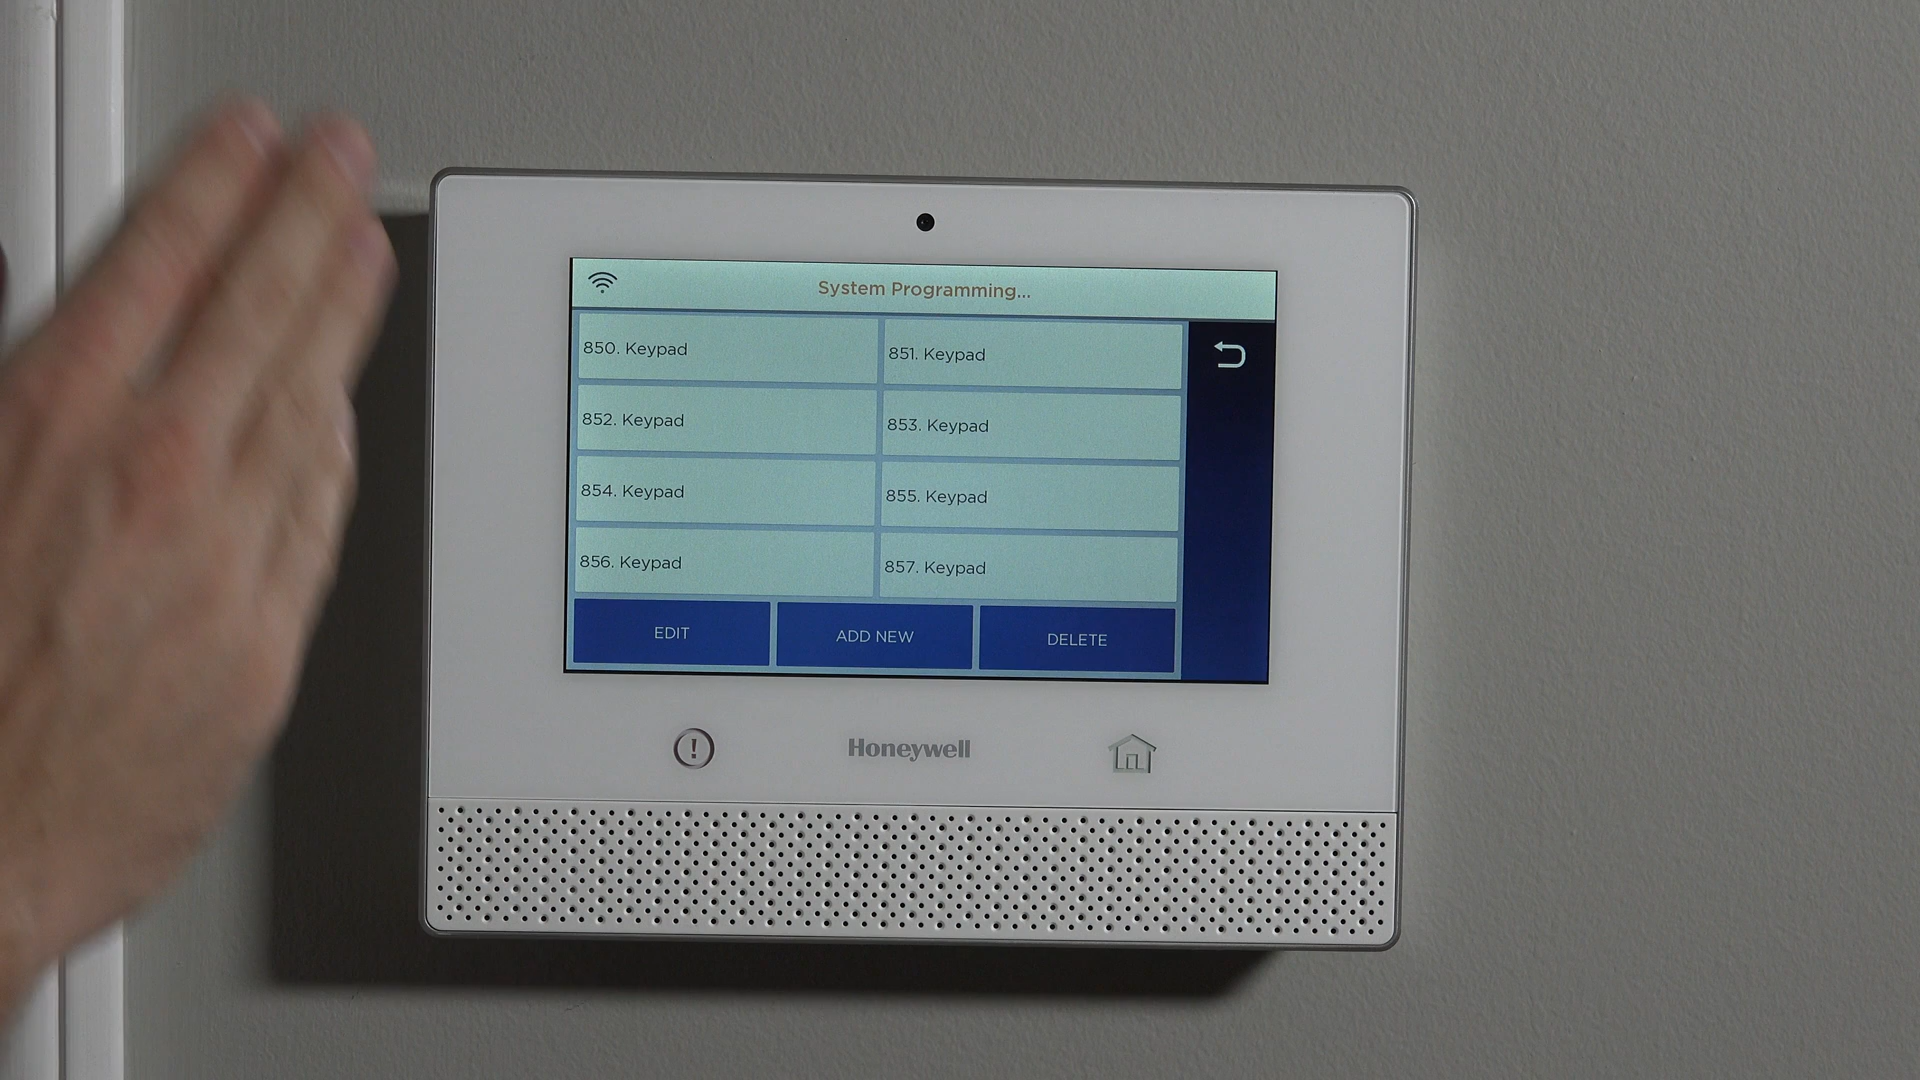 System Programming...
850. Keypad
851. Keypad
852. Keypad
853. Keypad
854. Keypad
855. Keypad
856. Keypad
857. Keypad
EDIT
ADD NEW
DELETE
Honeywell